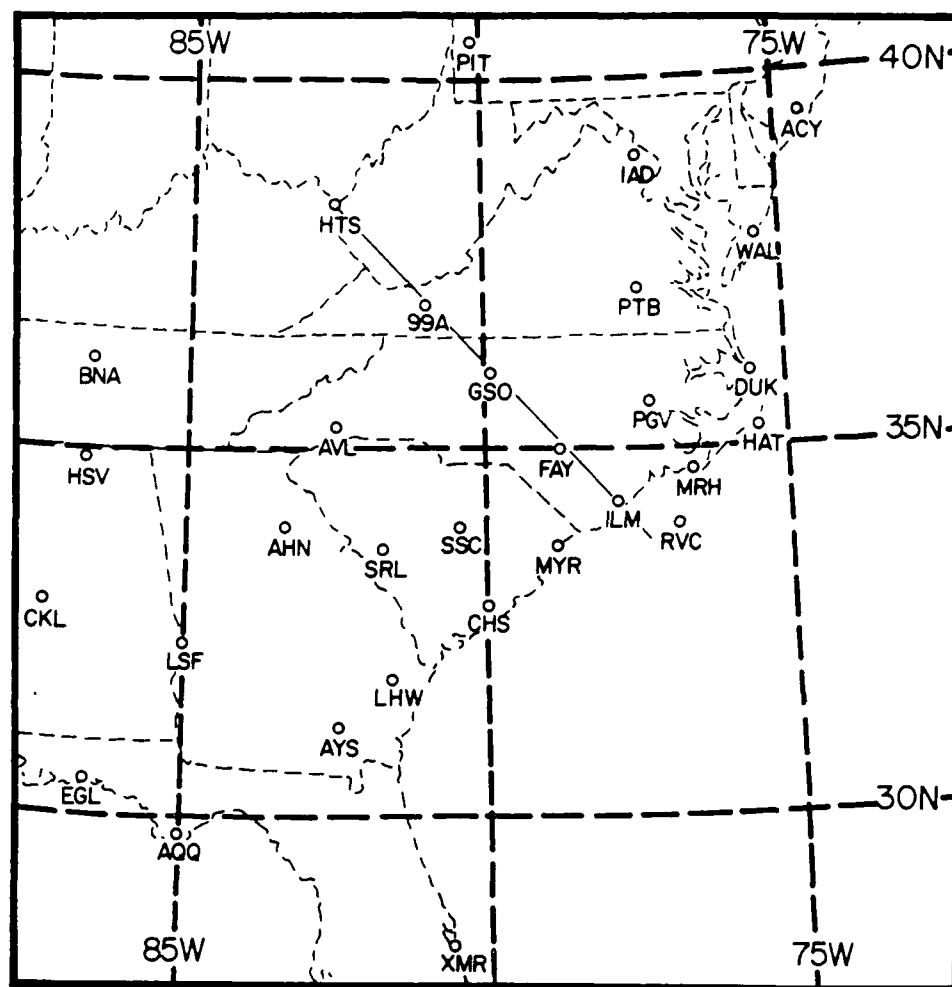 85W
75W
40N
PIT
ACY
IAD
HTS
WAL
99A
PTB
BNA
GSO
DUK
PGV
AVL
HAT
35N
HSV
FAY
MRH
ILM
AHN
SSC
RVC
SRL
MYR
CKL
CHS
LSF
LHW
AYS
EGL
30N
AQQ
85W
75W
XMR